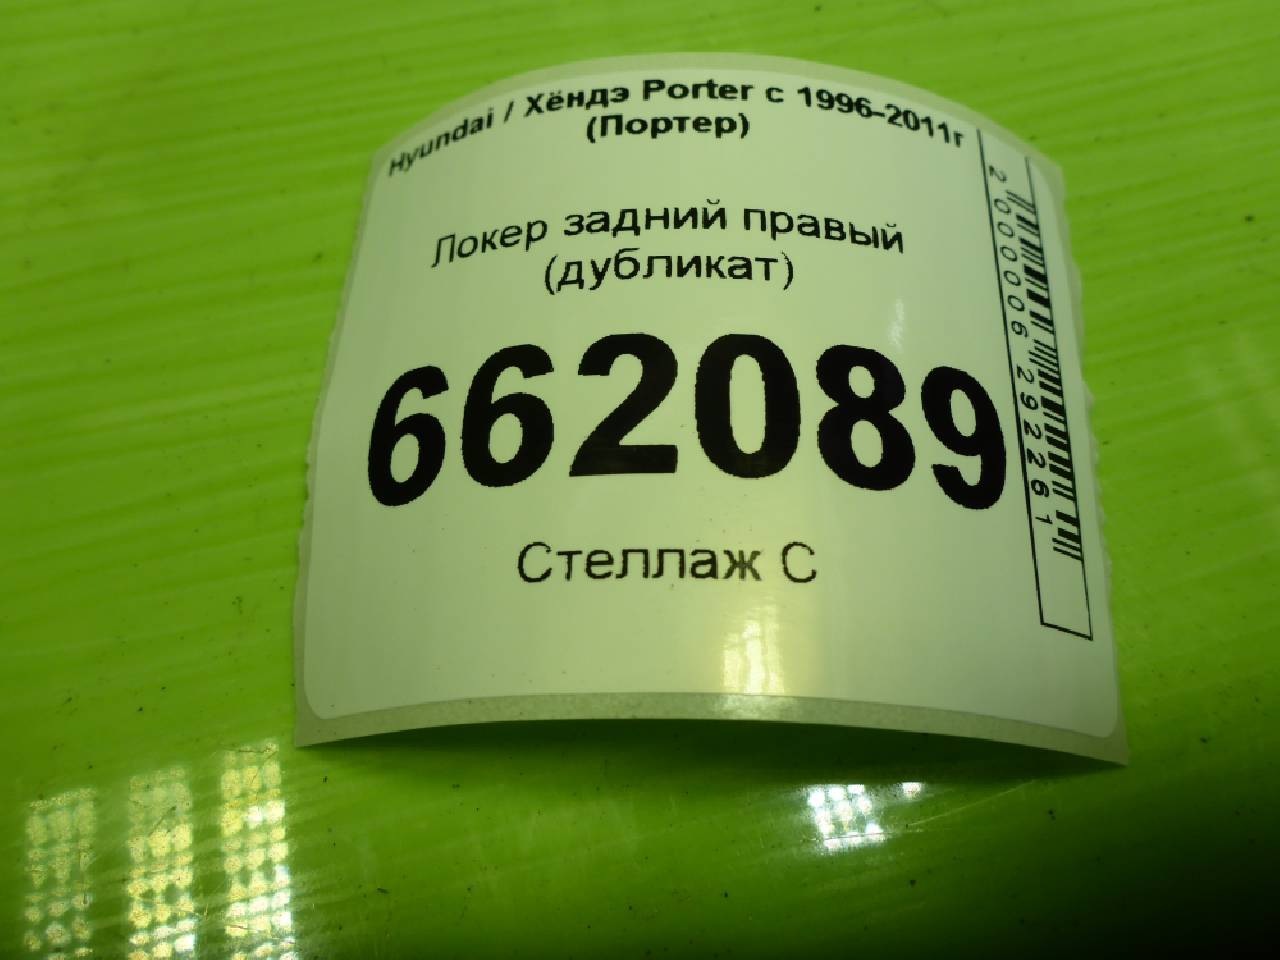 Hyundai / Хёндэ Porter с 1996-2011г
(Портер)
Локер задний правый
(дубликат)
662089
Стеллаж С
2000006292261